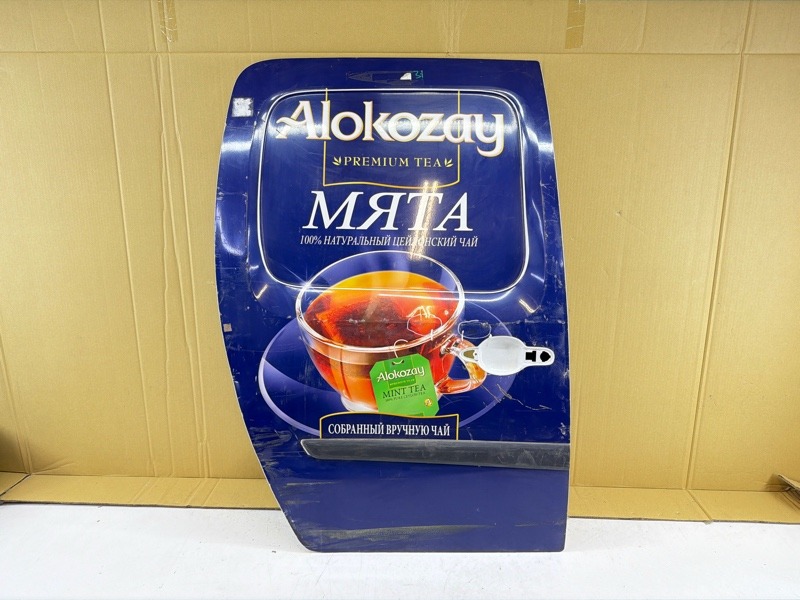 Alokozay
PREMIUM TEA
МЯТА
100% НАТУРАЛЬНЫЙ ЦЕЙЛОНСКИЙ ЧАЙ
Alokozay
MINT TEA
СОБРАННЫЙ ВРУЧНУЮ ЧАЙ